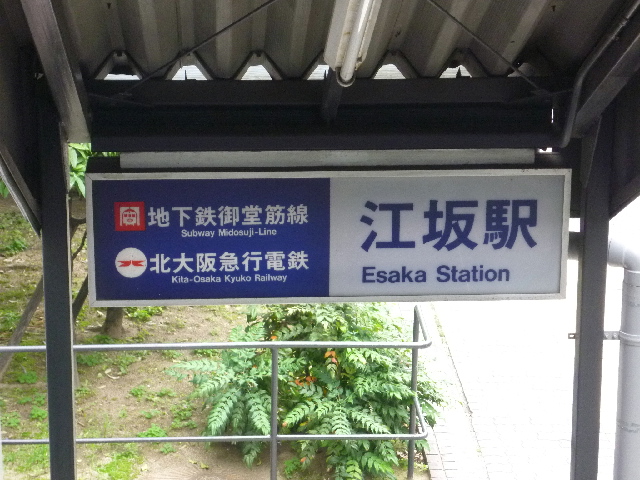 地下鉄御堂筋線
Subway Midosuji-Line
北大阪急行電鉄
Kita-Osaka Kyuko Railway
江坂駅
Esaka Station